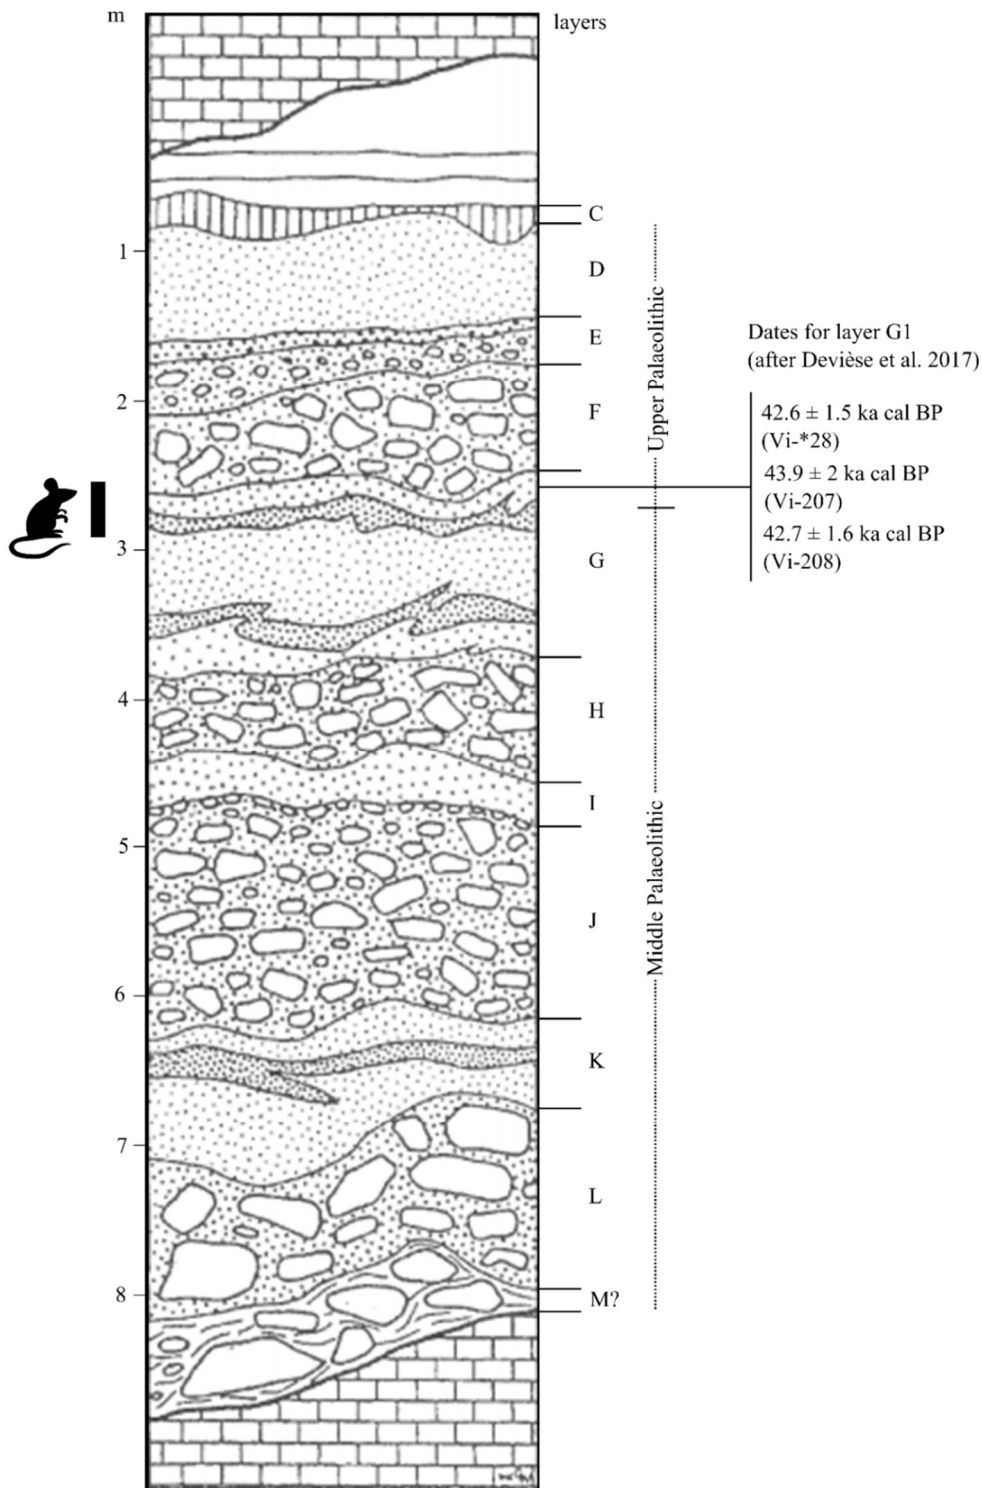 m
layers
C
1
D
E
2
F
Upper Palaeolithic
Dates for layer G1
(after Devièse et al. 2017)
42.6 ± 1.5 ka cal BP
(Vi-*28)
43.9 ± 2 ka cal BP
(Vi-207)
42.7 ± 1.6 ka cal BP
(Vi-208)
3
G
4
H
I
5
J
Middle Palaeolithic
6
K
7
L
8
M?